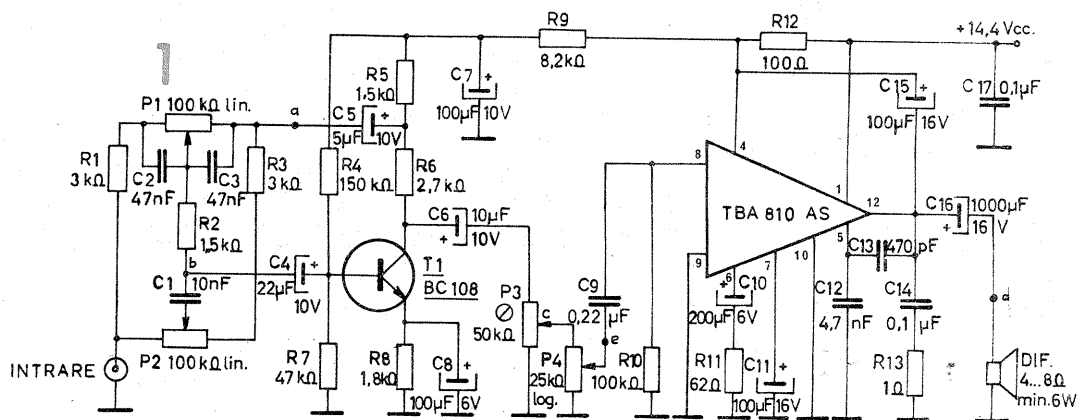 1
+14,4 Vcc.
R9
8,2kΩ
R12
100Ω
R5
1,5kΩ
C7
+
100µF 10V
C15
+
100µF 16V
C17 0,1µF
P1 100 kΩ lin.
a
C5
+
5µF
10V
R1
3kΩ
C2
47nF
C3
47nF
R3
3kΩ
R4
150 kΩ
R6
2,7kΩ
8
4
1
TBA 810 AS
12
C16
1000µF
+
16 V
R2
1,5kΩ
C6
10µF
+
10V
5
C13
470 pF
b
C1
10nF
C4
+
22µF
10V
T1
BC 108
9
6
7
10
P3
50kΩ
c
C9
0,22 µF
e
+
C10
200µF 6V
C12
4,7 nF
C14
0,1 µF
d
P2 100kΩ lin.
INTRARE
R7
47kΩ
R8
1,8kΩ
C8
+
100µF 6V
P4
25kΩ
log.
R10
100kΩ
R11
62Ω
C11
+
100µF 16V
R13
1Ω
DIF.
4...8Ω
min.6W